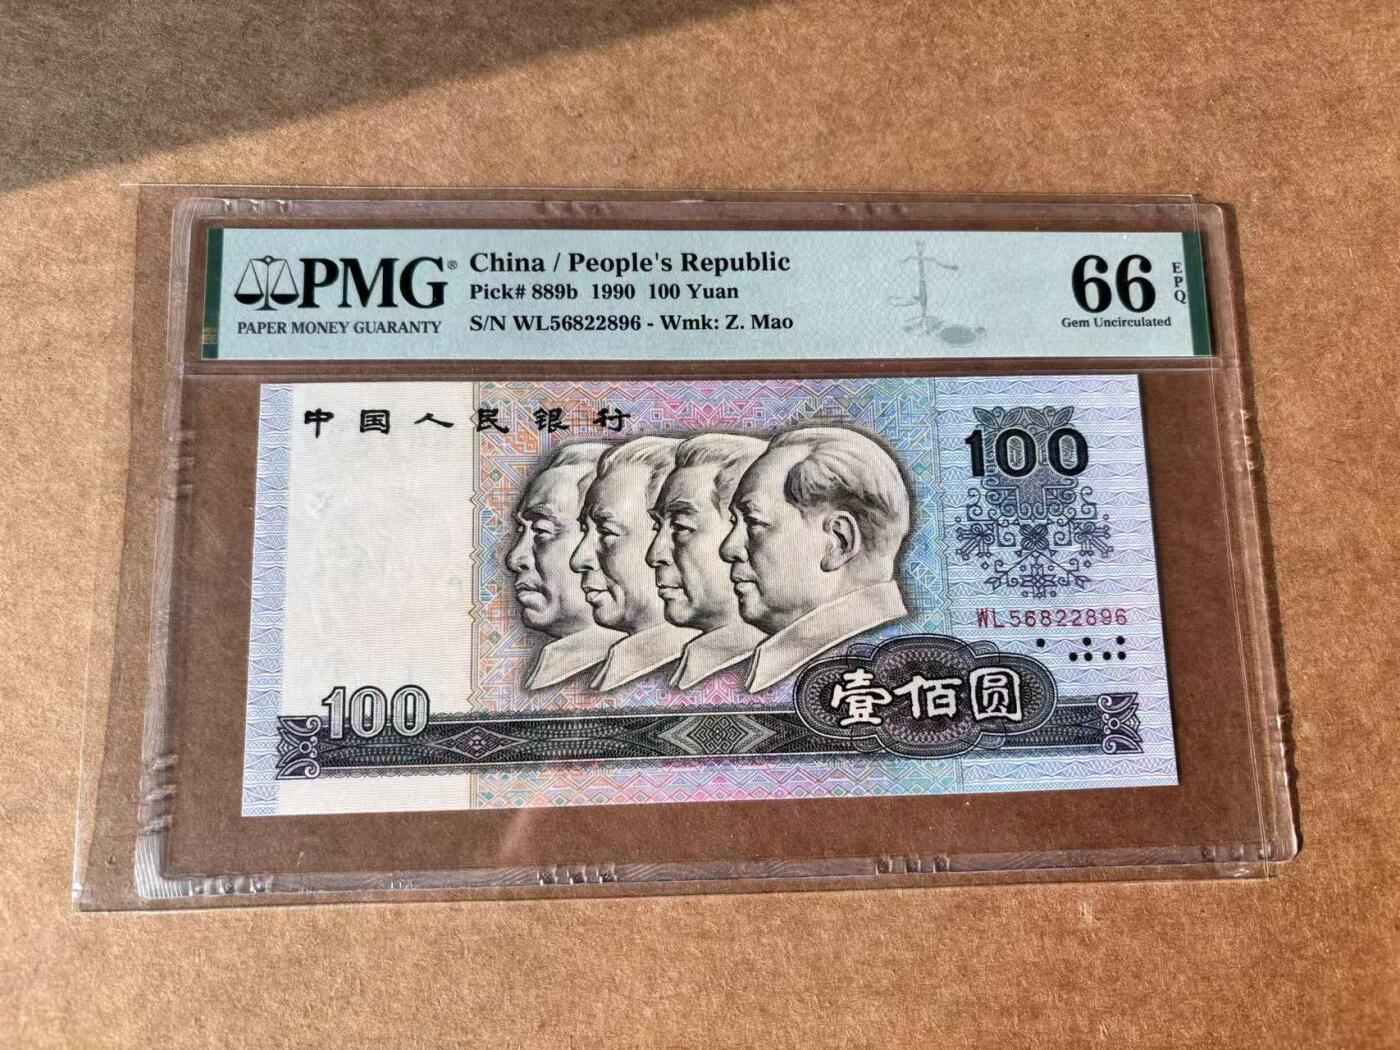 PMG®
PAPER MONEY GUARANTY
China / People's Republic
Pick# 889b 1990 100 Yuan
S/N WL56822896 - Wmk: Z. Mao
66
EPQ
Gem Uncirculated
中国人民银行
100
WL56822896
100
壹佰圆